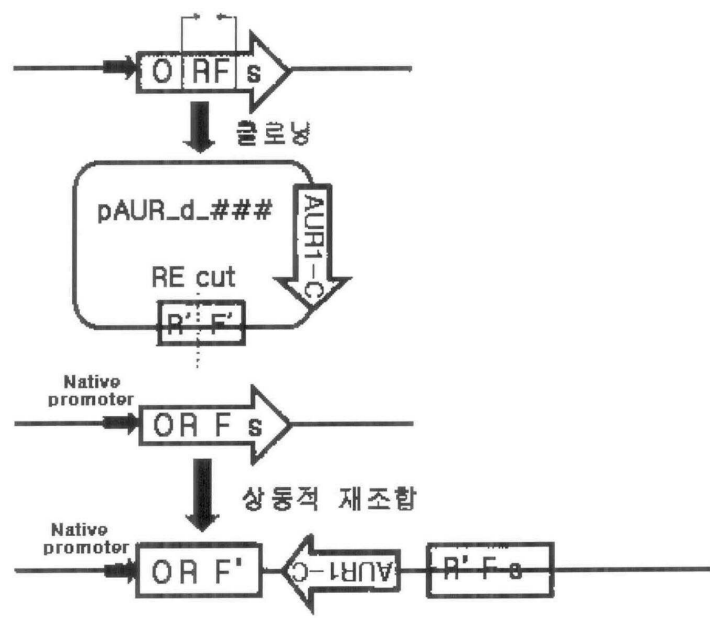 O RF s
클로닝
pAUR_d_###
AUR1-C
RE cut
R' F'
Native
promoter
OR F s
상동적 재조합
Native
promoter
OR F'
AUR1-C
R' F s